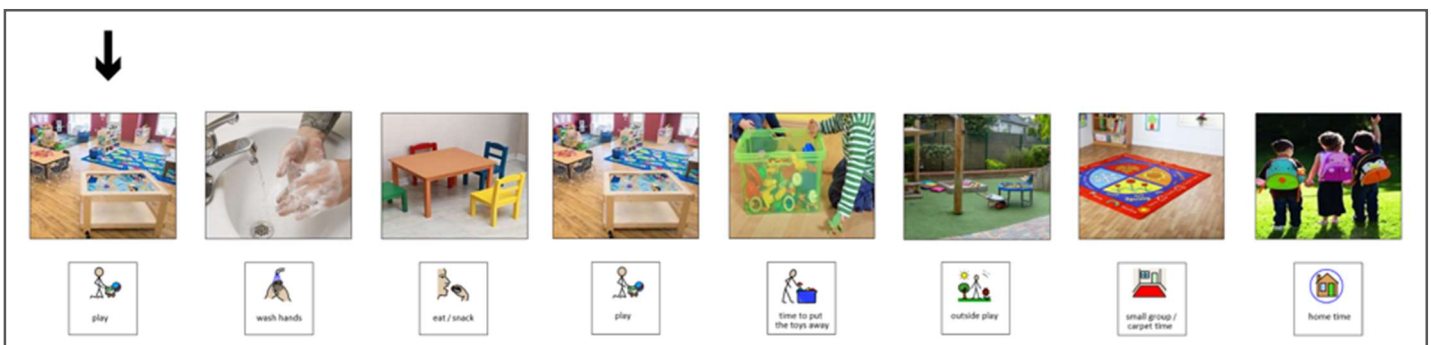 play
wash hands
eat / snack
play
time to put
the toys away
outside play
small group /
carpet time
home time